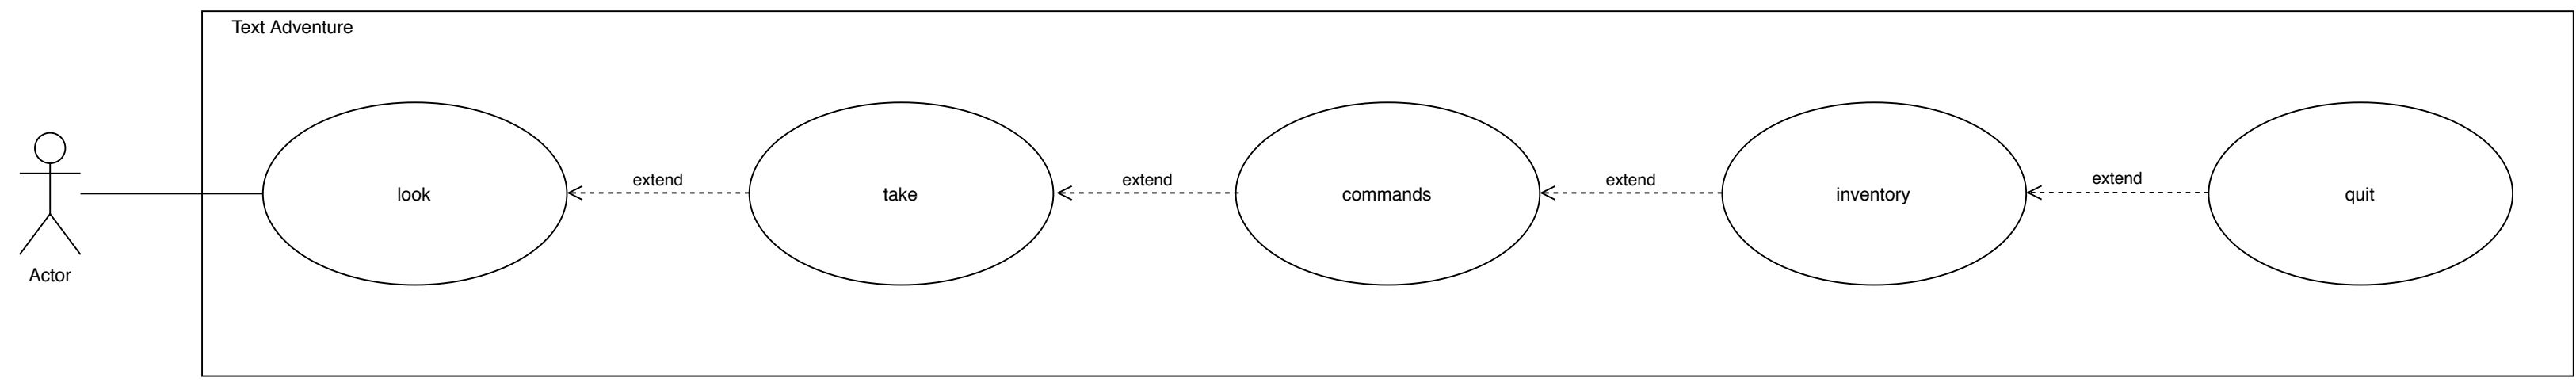 Text Adventure
look
extend
take
extend
commands
extend
inventory
extend
quit
Actor